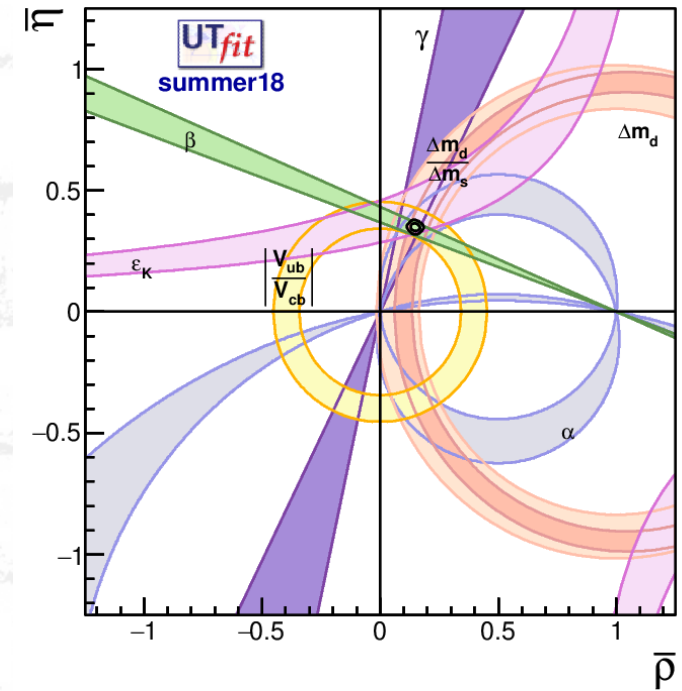 η̅
UTfit
summer18
γ
Δm_d
Δm_d
Δm_s
β
ε_K
|V_ub
V_cb|
α
1
0.5
0
−0.5
−1
−1
−0.5
0
0.5
1
ρ̅